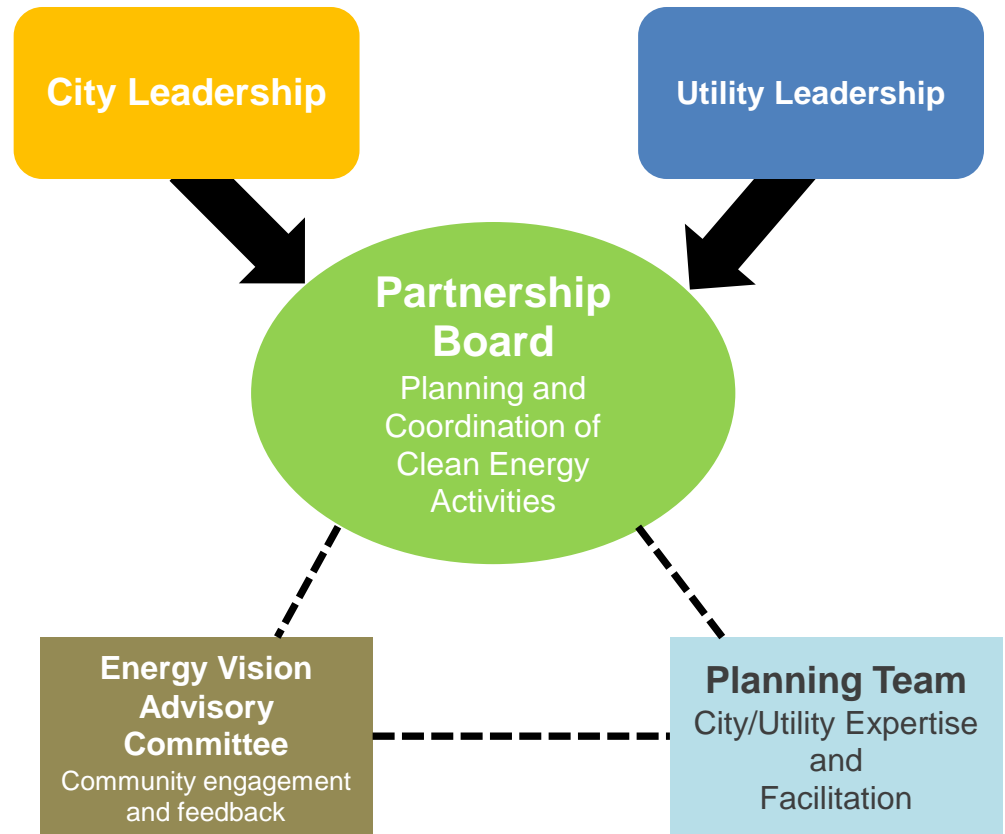 City Leadership
Utility Leadership
Partnership
Board
Planning and
Coordination of
Clean Energy
Activities
Energy Vision
Advisory
Committee
Community engagement
and feedback
Planning Team
City/Utility Expertise
and
Facilitation